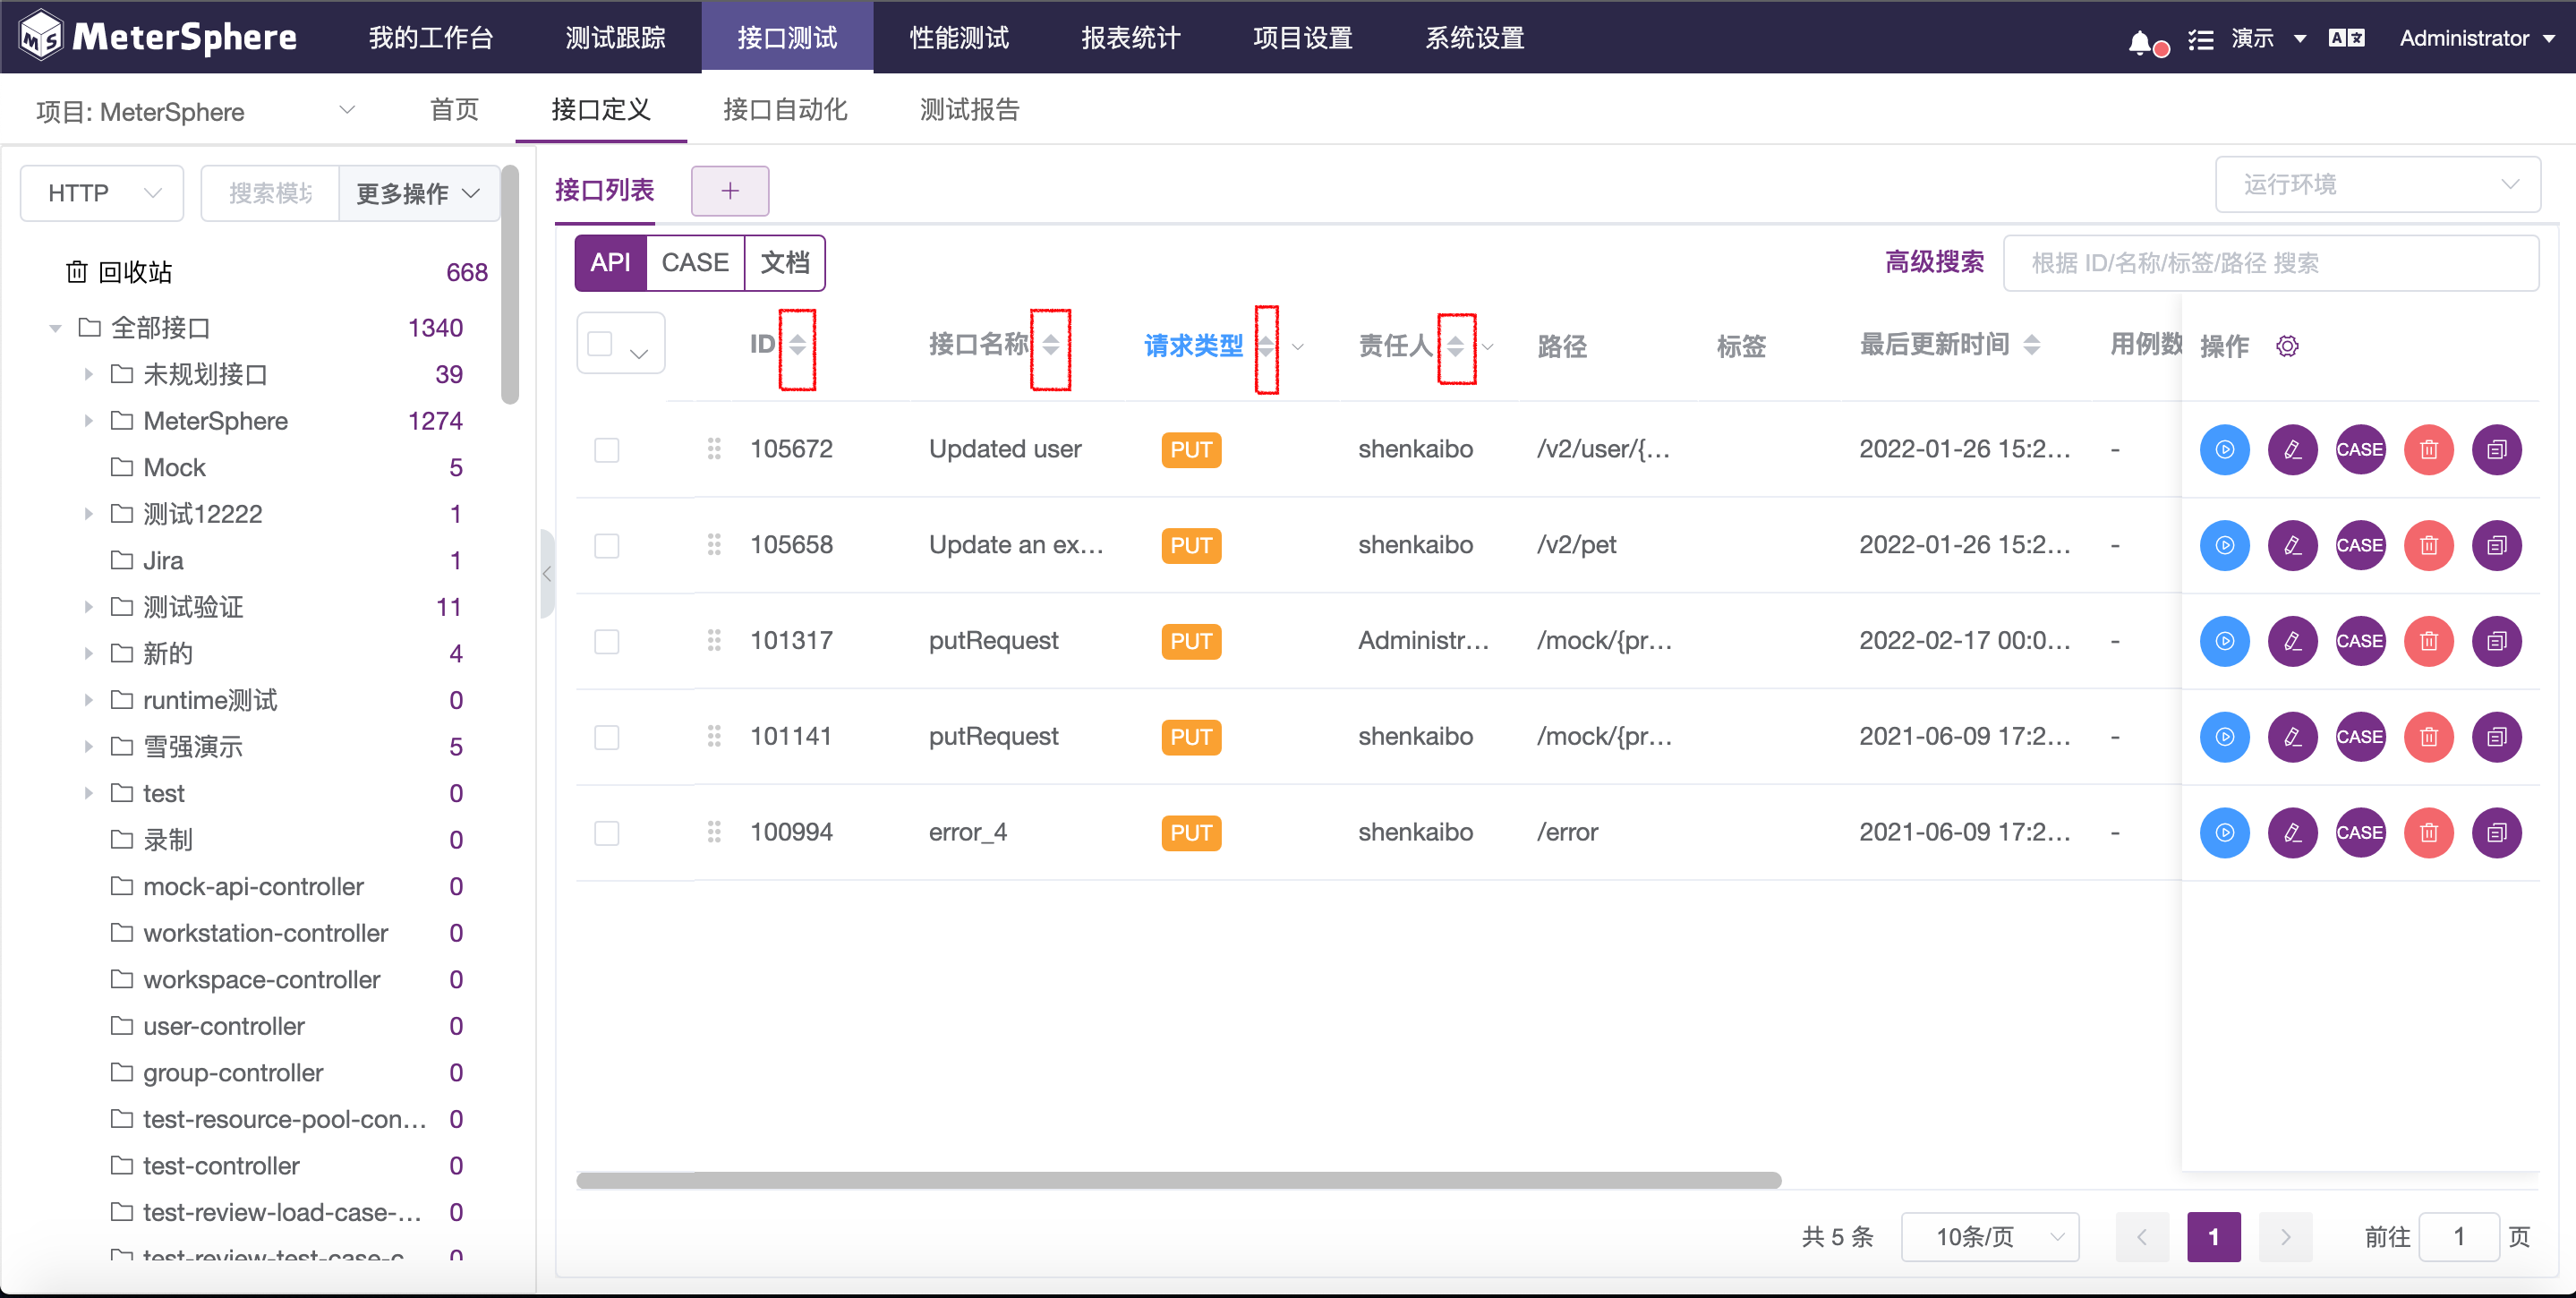 MeterSphere 我的工作台 测试跟踪 接口测试 性能测试 报表统计 项目设置 系统设置 演示 Administrator
项目: MeterSphere 首页 接口定义 接口自动化 测试报告
HTTP 搜索模块 更多操作
回收站 668
全部接口 1340
未规划接口 39
MeterSphere 1274
Mock 5
测试12222 1
Jira 1
测试验证 11
新的 4
runtime测试 0
雪强演示 5
test 0
录制 0
mock-api-controller 0
workstation-controller 0
workspace-controller 0
user-controller 0
group-controller 0
test-resource-pool-con... 0
test-controller 0
test-review-load-case-... 0
test-review-test-case-c 0
接口列表 + 运行环境
API CASE 文档 高级搜索 根据 ID/名称/标签/路径 搜索
ID 接口名称 请求类型 责任人 路径 标签 最后更新时间 用例数 操作
105672 Updated user PUT shenkaibo /v2/user/{... 2022-01-26 15:2... - CASE
105658 Update an ex... PUT shenkaibo /v2/pet 2022-01-26 15:2... - CASE
101317 putRequest PUT Administr... /mock/{pr... 2022-02-17 00:0... - CASE
101141 putRequest PUT shenkaibo /mock/{pr... 2021-06-09 17:2... - CASE
100994 error_4 PUT shenkaibo /error 2021-06-09 17:2... - CASE
共 5 条 10条/页 1 前往 1 页